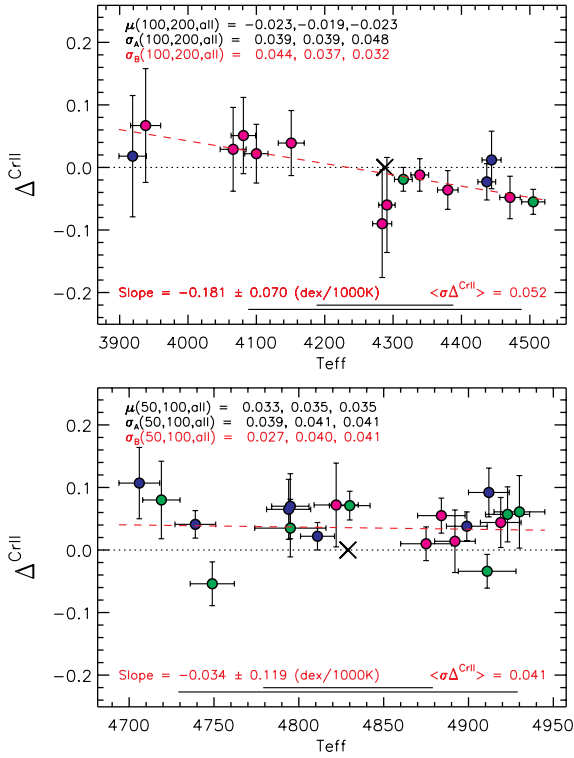 μ(100,200,all) = −0.023,−0.019,−0.023
σA(100,200,all) = 0.039, 0.039, 0.048
σB(100,200,all) = 0.044, 0.037, 0.032
0.2
0.1
0.0
−0.1
−0.2
Δ^CrII
Slope = −0.181 ± 0.070 (dex/1000K) <σΔ^CrII> = 0.052
3900 4000 4100 4200 4300 4400 4500
Teff
μ(50,100,all) = 0.033, 0.035, 0.035
σA(50,100,all) = 0.039, 0.041, 0.041
σB(50,100,all) = 0.027, 0.040, 0.041
0.2
0.1
0.0
−0.1
−0.2
Δ^CrII
Slope = −0.034 ± 0.119 (dex/1000K) <σΔ^CrII> = 0.041
4700 4750 4800 4850 4900 4950
Teff